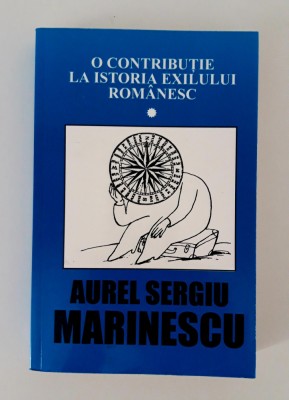 O CONTRIBUȚIE
LA ISTORIA EXILULUI
ROMÂNESC
AUREL SERGIU
MARINESCU